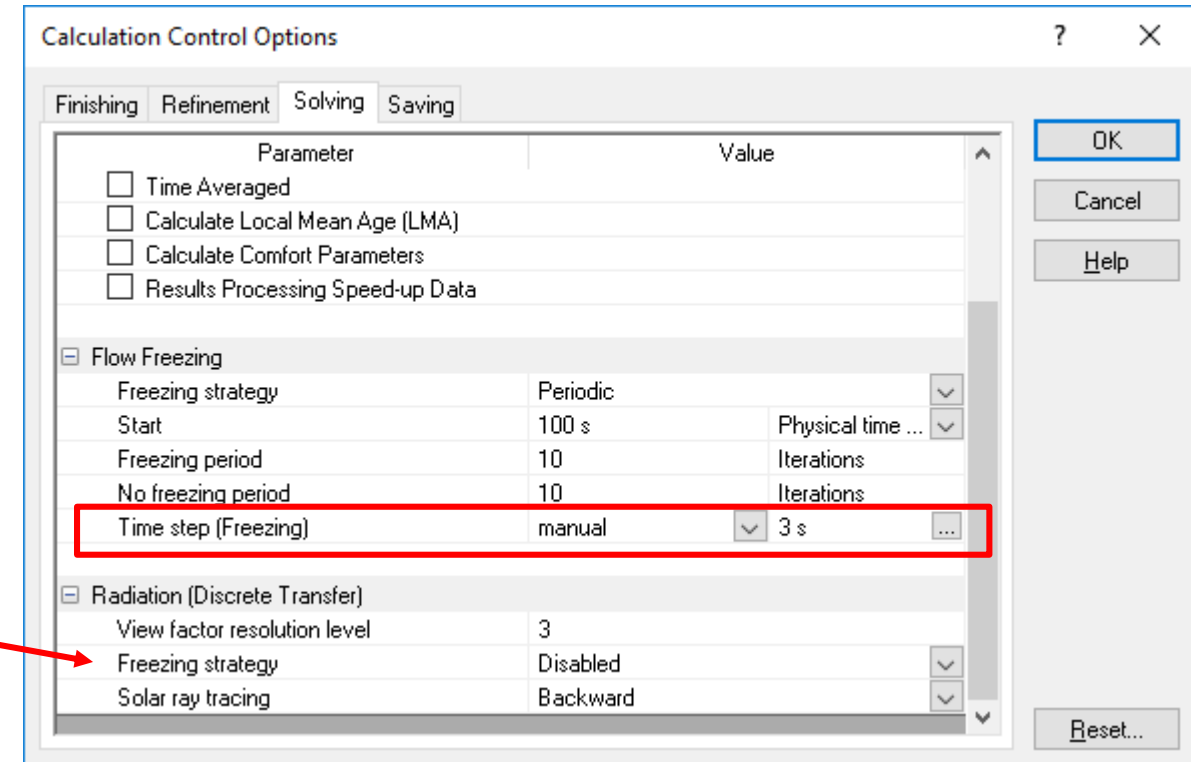 Calculation Control Options ?
Finishing Refinement Solving Saving
Parameter Value
Time Averaged
Calculate Local Mean Age (LMA)
Calculate Comfort Parameters
Results Processing Speed-up Data
Flow Freezing
Freezing strategy Periodic
Start 100 s Physical time ...
Freezing period 10 Iterations
No freezing period 10 Iterations
Time step (Freezing) manual 3 s ...
Radiation (Discrete Transfer)
View factor resolution level 3
Freezing strategy Disabled
Solar ray tracing Backward
OK
Cancel
Help
Reset...